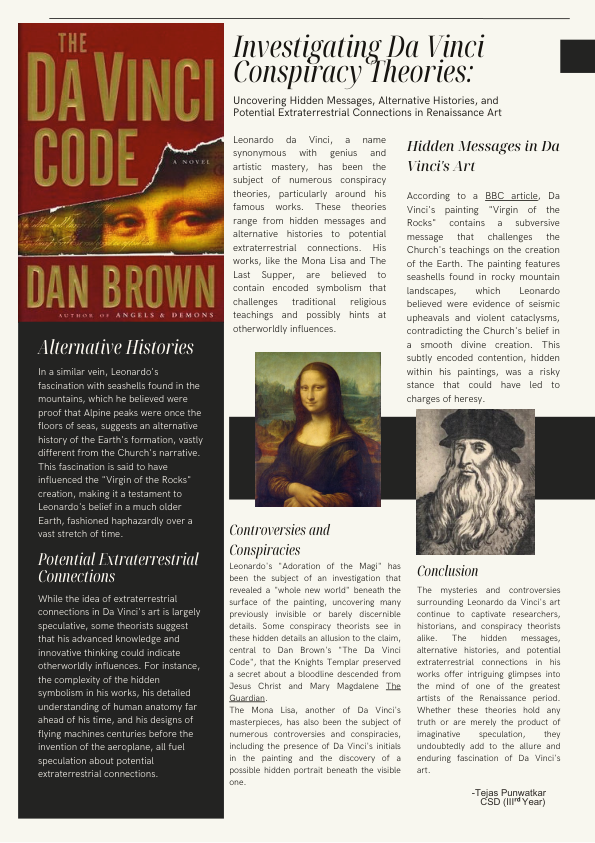 THE
DA VINCI
CODE
A NOVEL
DAN BROWN
AUTHOR OF ANGELS & DEMONS
Alternative Histories
In a similar vein, Leonardo's
fascination with seashells found in the
mountains, which he believed were
proof that Alpine peaks were once the
floors of seas, suggests an alternative
history of the Earth's formation, vastly
different from the Church's narrative.
This fascination is said to have
influenced the "Virgin of the Rocks"
creation, making it a testament to
Leonardo's belief in a much older
Earth, fashioned haphazardly over a
vast stretch of time.
Potential Extraterrestrial
Connections
While the idea of extraterrestrial
connections in Da Vinci's art is largely
speculative, some theorists suggest
that his advanced knowledge and
innovative thinking could indicate
otherworldly influences. For instance,
the complexity of the hidden
symbolism in his works, his detailed
understanding of human anatomy far
ahead of his time, and his designs of
flying machines centuries before the
invention of the aeroplane, all fuel
speculation about potential
extraterrestrial connections.
Investigating Da Vinci
Conspiracy Theories:
Uncovering Hidden Messages, Alternative Histories, and
Potential Extraterrestrial Connections in Renaissance Art
Leonardo da Vinci, a name
synonymous with genius and
artistic mastery, has been the
subject of numerous conspiracy
theories, particularly around his
famous works. These theories
range from hidden messages and
alternative histories to potential
extraterrestrial connections. His
works, like the Mona Lisa and The
Last Supper, are believed to
contain encoded symbolism that
challenges traditional religious
teachings and possibly hints at
otherworldly influences.
Hidden Messages in Da
Vinci's Art
According to a BBC article, Da
Vinci's painting "Virgin of the
Rocks" contains a subversive
message that challenges the
Church's teachings on the creation
of the Earth. The painting features
seashells found in rocky mountain
landscapes, which Leonardo
believed were evidence of seismic
upheavals and violent cataclysms,
contradicting the Church's belief in
a smooth divine creation. This
subtly encoded contention, hidden
within his paintings, was a risky
stance that could have led to
charges of heresy.
Controversies and
Conspiracies
Leonardo's "Adoration of the Magi" has
been the subject of an investigation that
revealed a "whole new world" beneath the
surface of the painting, uncovering many
previously invisible or barely discernible
details. Some conspiracy theorists see in
these hidden details an allusion to the claim,
central to Dan Brown's "The Da Vinci
Code", that the Knights Templar preserved
a secret about a bloodline descended from
Jesus Christ and Mary Magdalene The
Guardian.
The Mona Lisa, another of Da Vinci's
masterpieces, has also been the subject of
numerous controversies and conspiracies,
including the presence of Da Vinci's initials
in the painting and the discovery of a
possible hidden portrait beneath the visible
one.
Conclusion
The mysteries and controversies
surrounding Leonardo da Vinci's art
continue to captivate researchers,
historians, and conspiracy theorists
alike. The hidden messages,
alternative histories, and potential
extraterrestrial connections in his
works offer intriguing glimpses into
the mind of one of the greatest
artists of the Renaissance period.
Whether these theories hold any
truth or are merely the product of
imaginative speculation, they
undoubtedly add to the allure and
enduring fascination of Da Vinci's
art.
-Tejas Punwatkar
CSD (IIIrd Year)